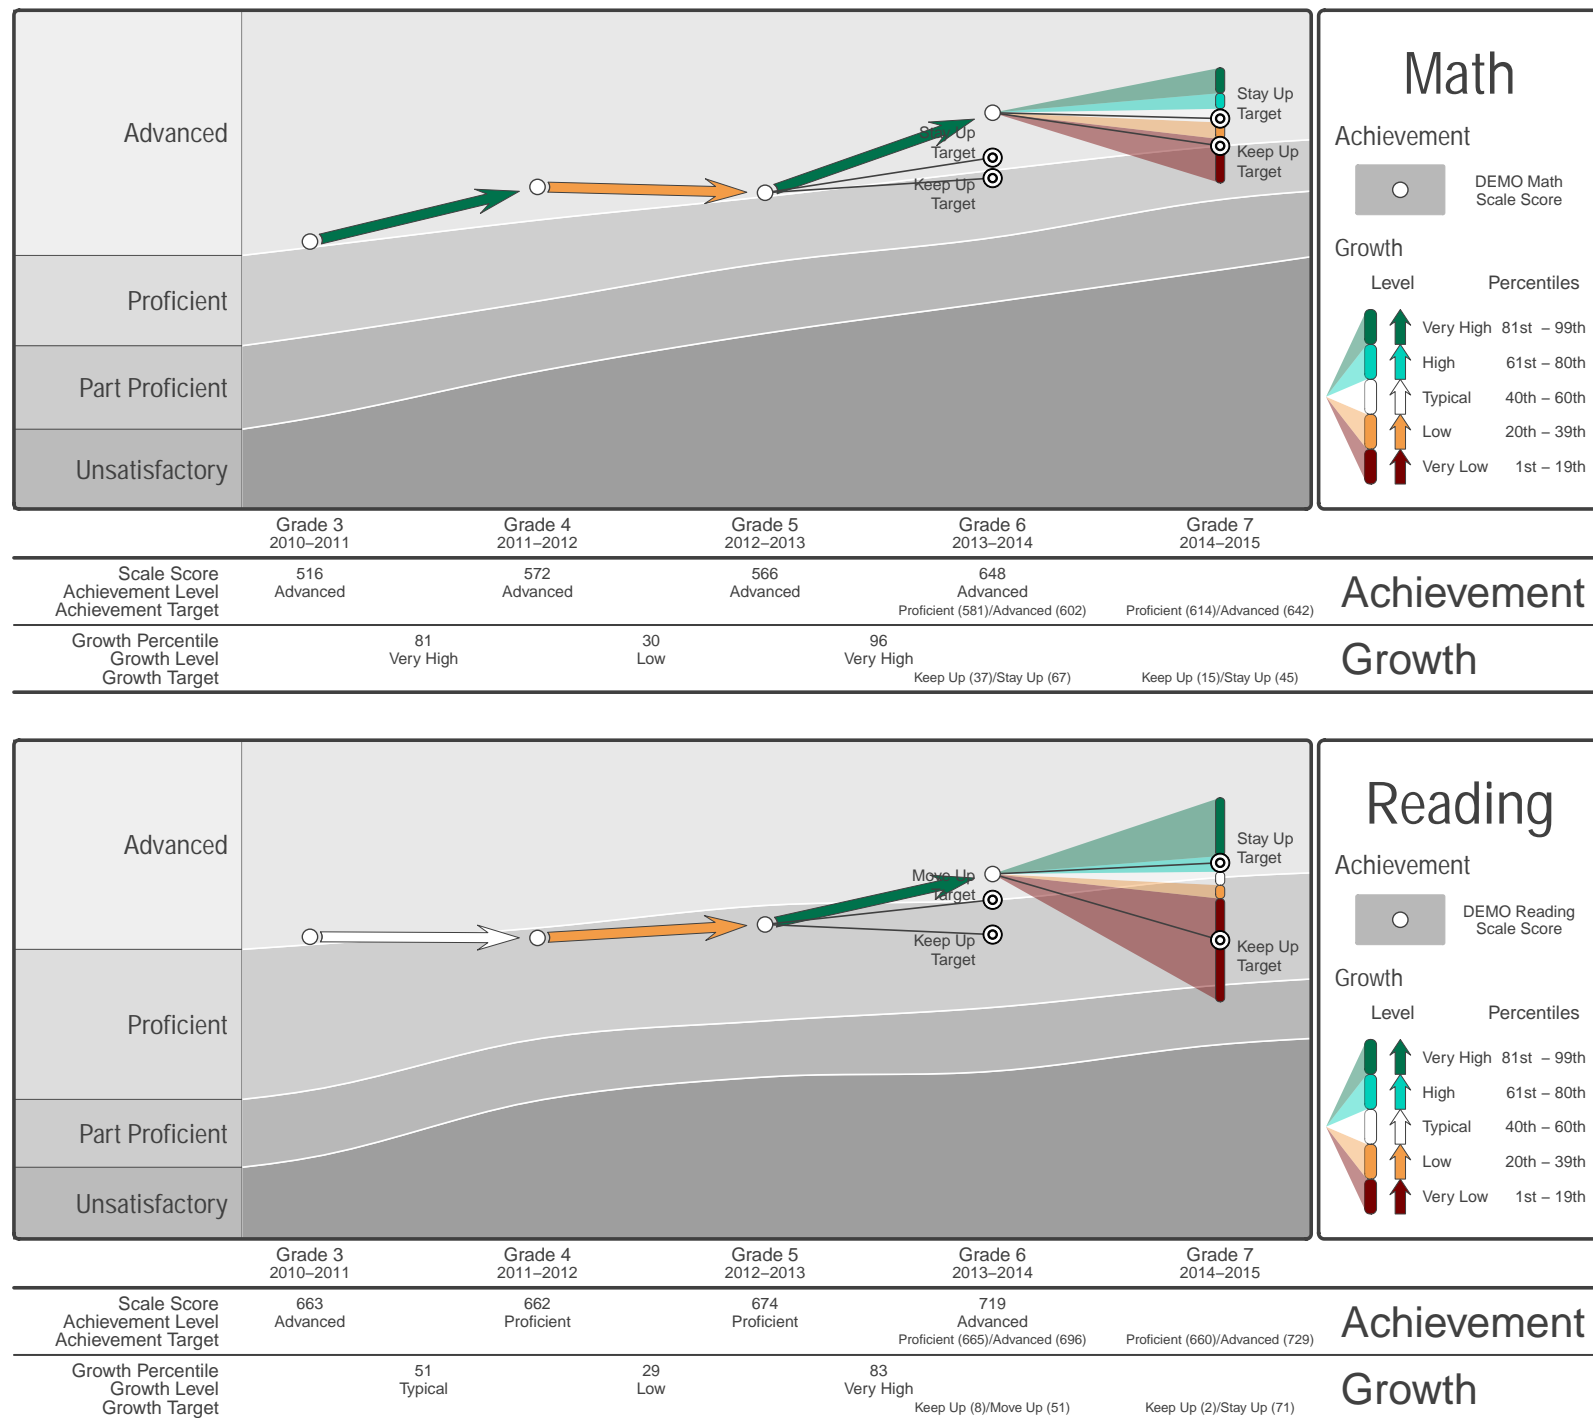 Math
Advanced
Proficient
Part Proficient
Unsatisfactory
Stay Up
Target
Keep Up
Target
Stay Up
Target
Keep Up
Target
Achievement
DEMO Math
Scale Score
Growth
Level Percentiles
Very High 81st – 99th
High 61st – 80th
Typical 40th – 60th
Low 20th – 39th
Very Low 1st – 19th
Grade 3 Grade 4 Grade 5 Grade 6 Grade 7
2010–2011 2011–2012 2012–2013 2013–2014 2014–2015
Scale Score 516 572 566 648
Achievement Level Advanced Advanced Advanced Advanced
Achievement Target Proficient (581)/Advanced (602) Proficient (614)/Advanced (642)
Achievement
Growth Percentile 81 30 96
Growth Level Very High Low Very High
Growth Target Keep Up (37)/Stay Up (67) Keep Up (15)/Stay Up (45)
Growth
Reading
Advanced
Proficient
Part Proficient
Unsatisfactory
Move Up
Target
Keep Up
Target
Stay Up
Target
Keep Up
Target
Achievement
DEMO Reading
Scale Score
Growth
Level Percentiles
Very High 81st – 99th
High 61st – 80th
Typical 40th – 60th
Low 20th – 39th
Very Low 1st – 19th
Grade 3 Grade 4 Grade 5 Grade 6 Grade 7
2010–2011 2011–2012 2012–2013 2013–2014 2014–2015
Scale Score 663 662 674 719
Achievement Level Advanced Proficient Proficient Advanced
Achievement Target Proficient (665)/Advanced (696) Proficient (660)/Advanced (729)
Achievement
Growth Percentile 51 29 83
Growth Level Typical Low Very High
Growth Target Keep Up (8)/Move Up (51) Keep Up (2)/Stay Up (71)
Growth